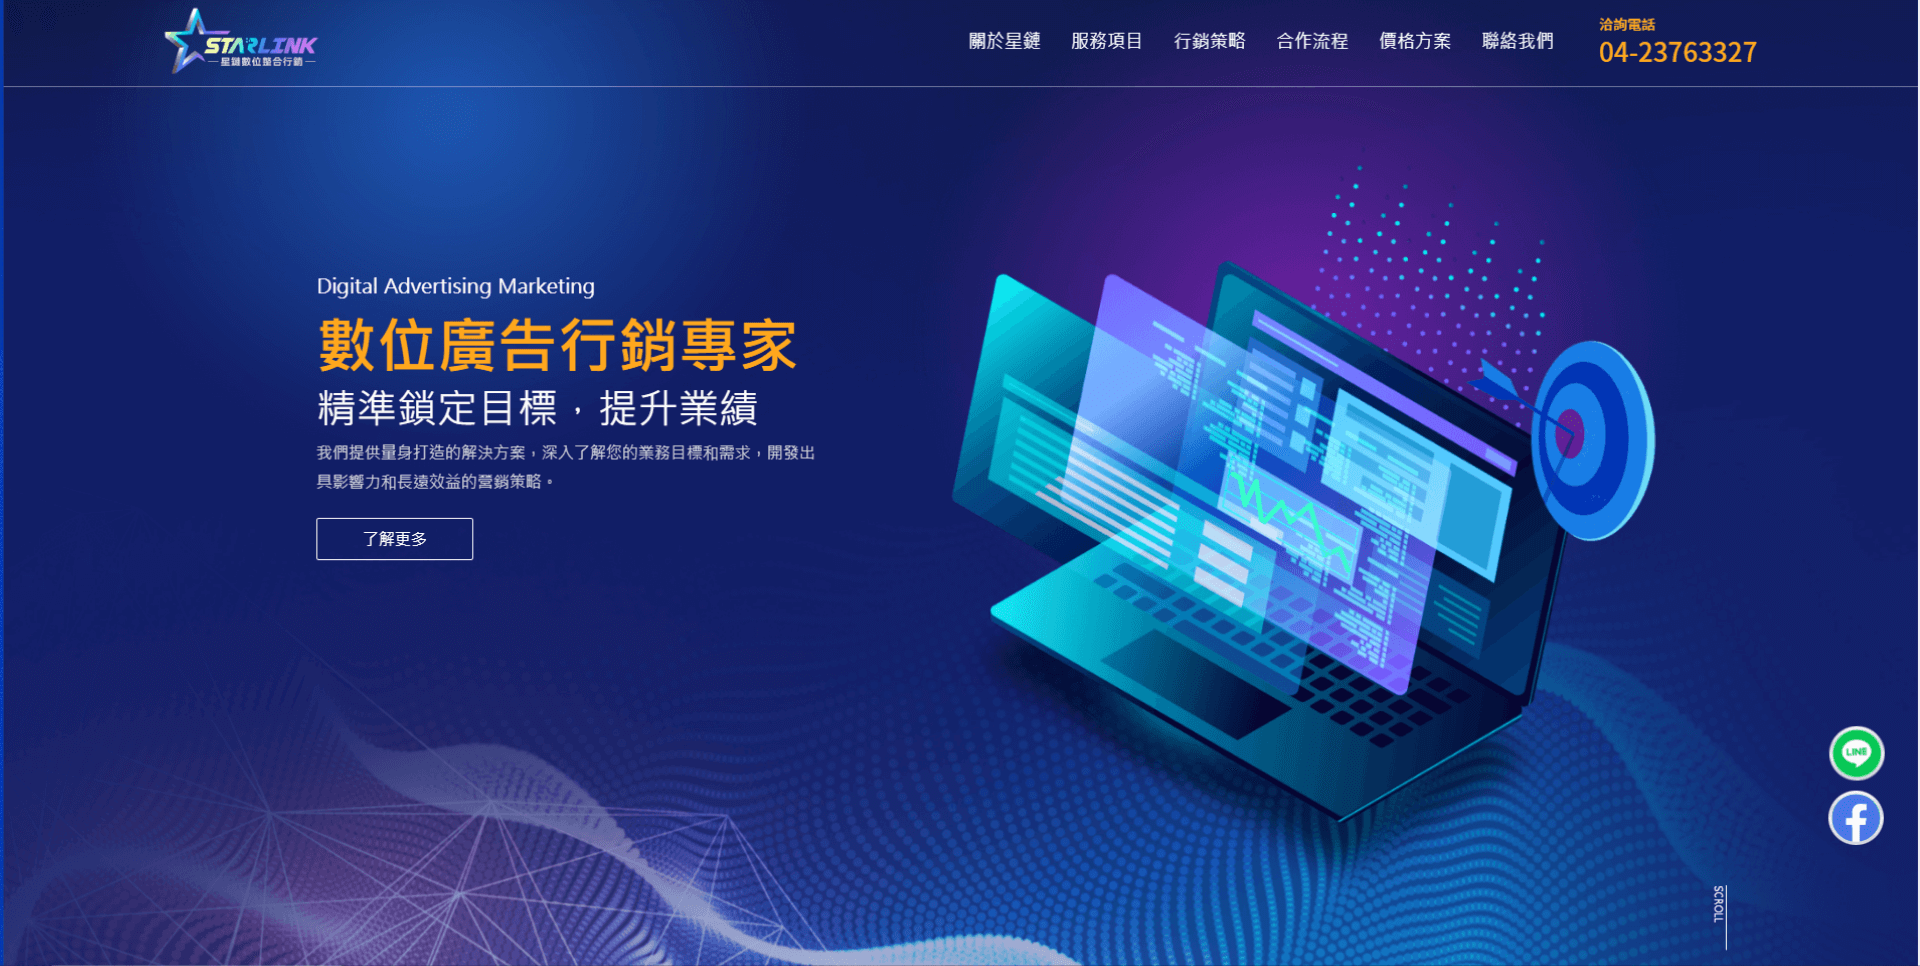 STARLINK
星鏈數位整合行銷
關於星鏈
服務項目
行銷策略
合作流程
價格方案
聯絡我們
洽詢電話
04-23763327
Digital Advertising Marketing
數位廣告行銷專家
精準鎖定目標，提升業績
我們提供量身打造的解決方案，深入了解您的業務目標和需求，開發出
具影響力和長遠效益的營銷策略。
了解更多
LINE
SCROLL